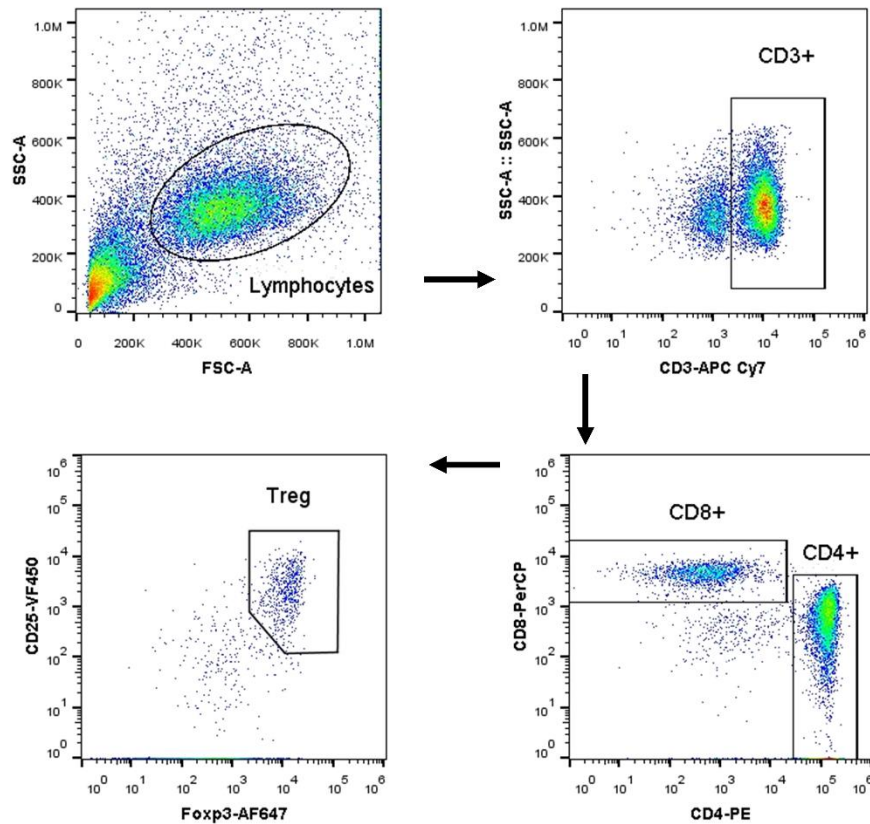 1.0M
800K
600K
400K
200K
0
SSC-A
Lymphocytes
0 200K 400K 600K 800K 1.0M
FSC-A
CD3+
1.0M
800K
600K
400K
200K
0
SSC-A :: SSC-A
10^0 10^1 10^2 10^3 10^4 10^5 10^6
CD3-APC Cy7
Treg
10^6
10^5
10^4
10^3
10^2
10^1
10^0
CD25-VF450
10^0 10^1 10^2 10^3 10^4 10^5 10^6
Foxp3-AF647
CD8+
CD4+
10^6
10^5
10^4
10^3
10^2
10^1
10^0
CD8-PerCP
10^0 10^1 10^2 10^3 10^4 10^5 10^6
CD4-PE